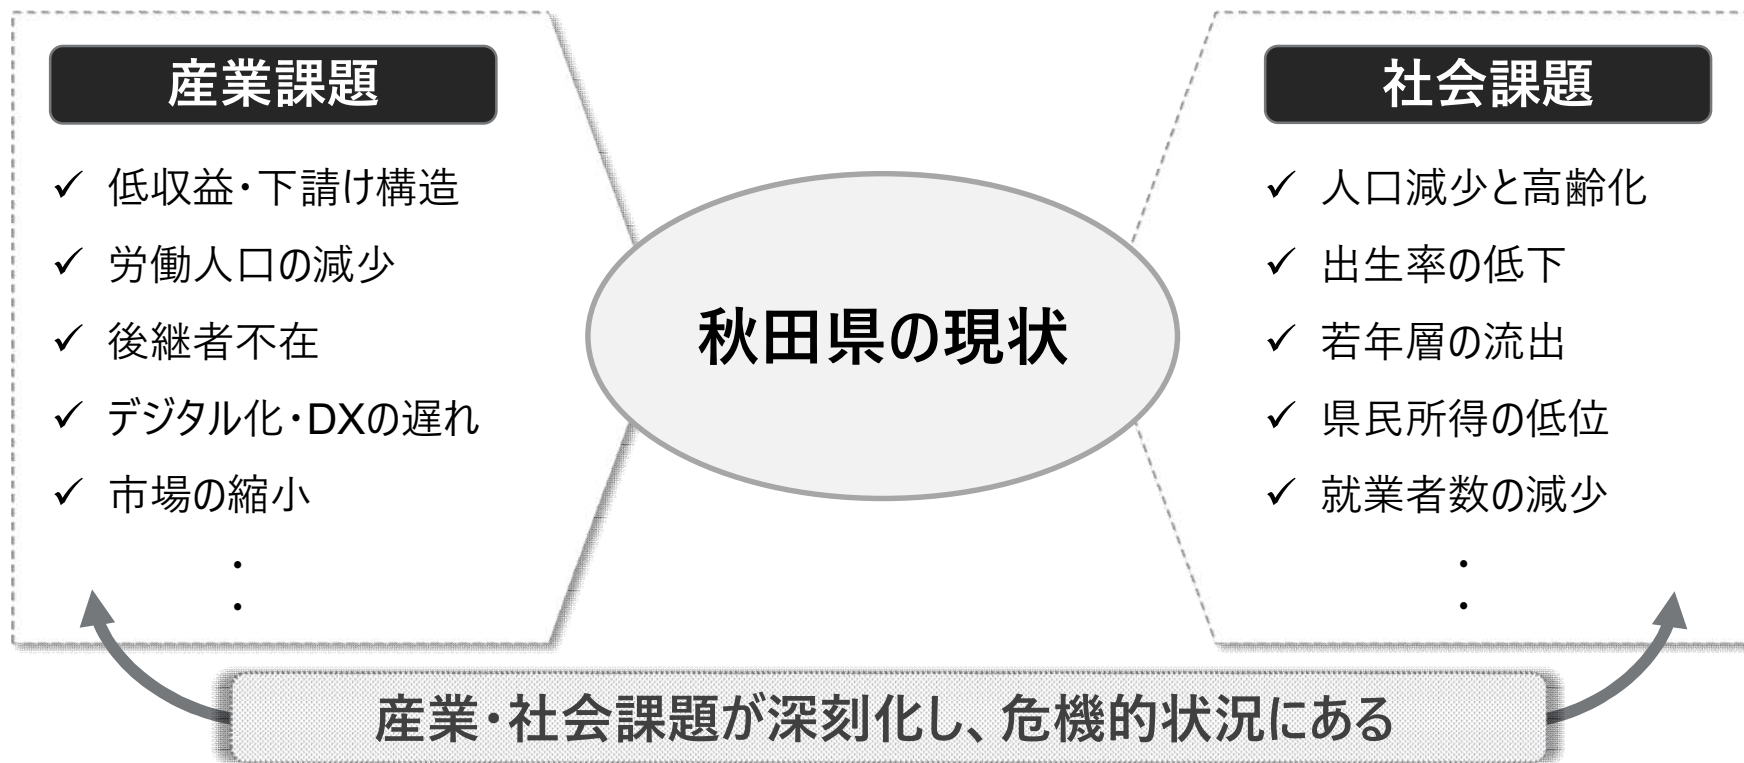 産業課題
✓ 低収益・下請け構造
✓ 労働人口の減少
✓ 後継者不在
✓ デジタル化・DXの遅れ
✓ 市場の縮小
・
・
秋田県の現状
社会課題
✓ 人口減少と高齢化
✓ 出生率の低下
✓ 若年層の流出
✓ 県民所得の低位
✓ 就業者数の減少
・
・
産業・社会課題が深刻化し、危機的状況にある